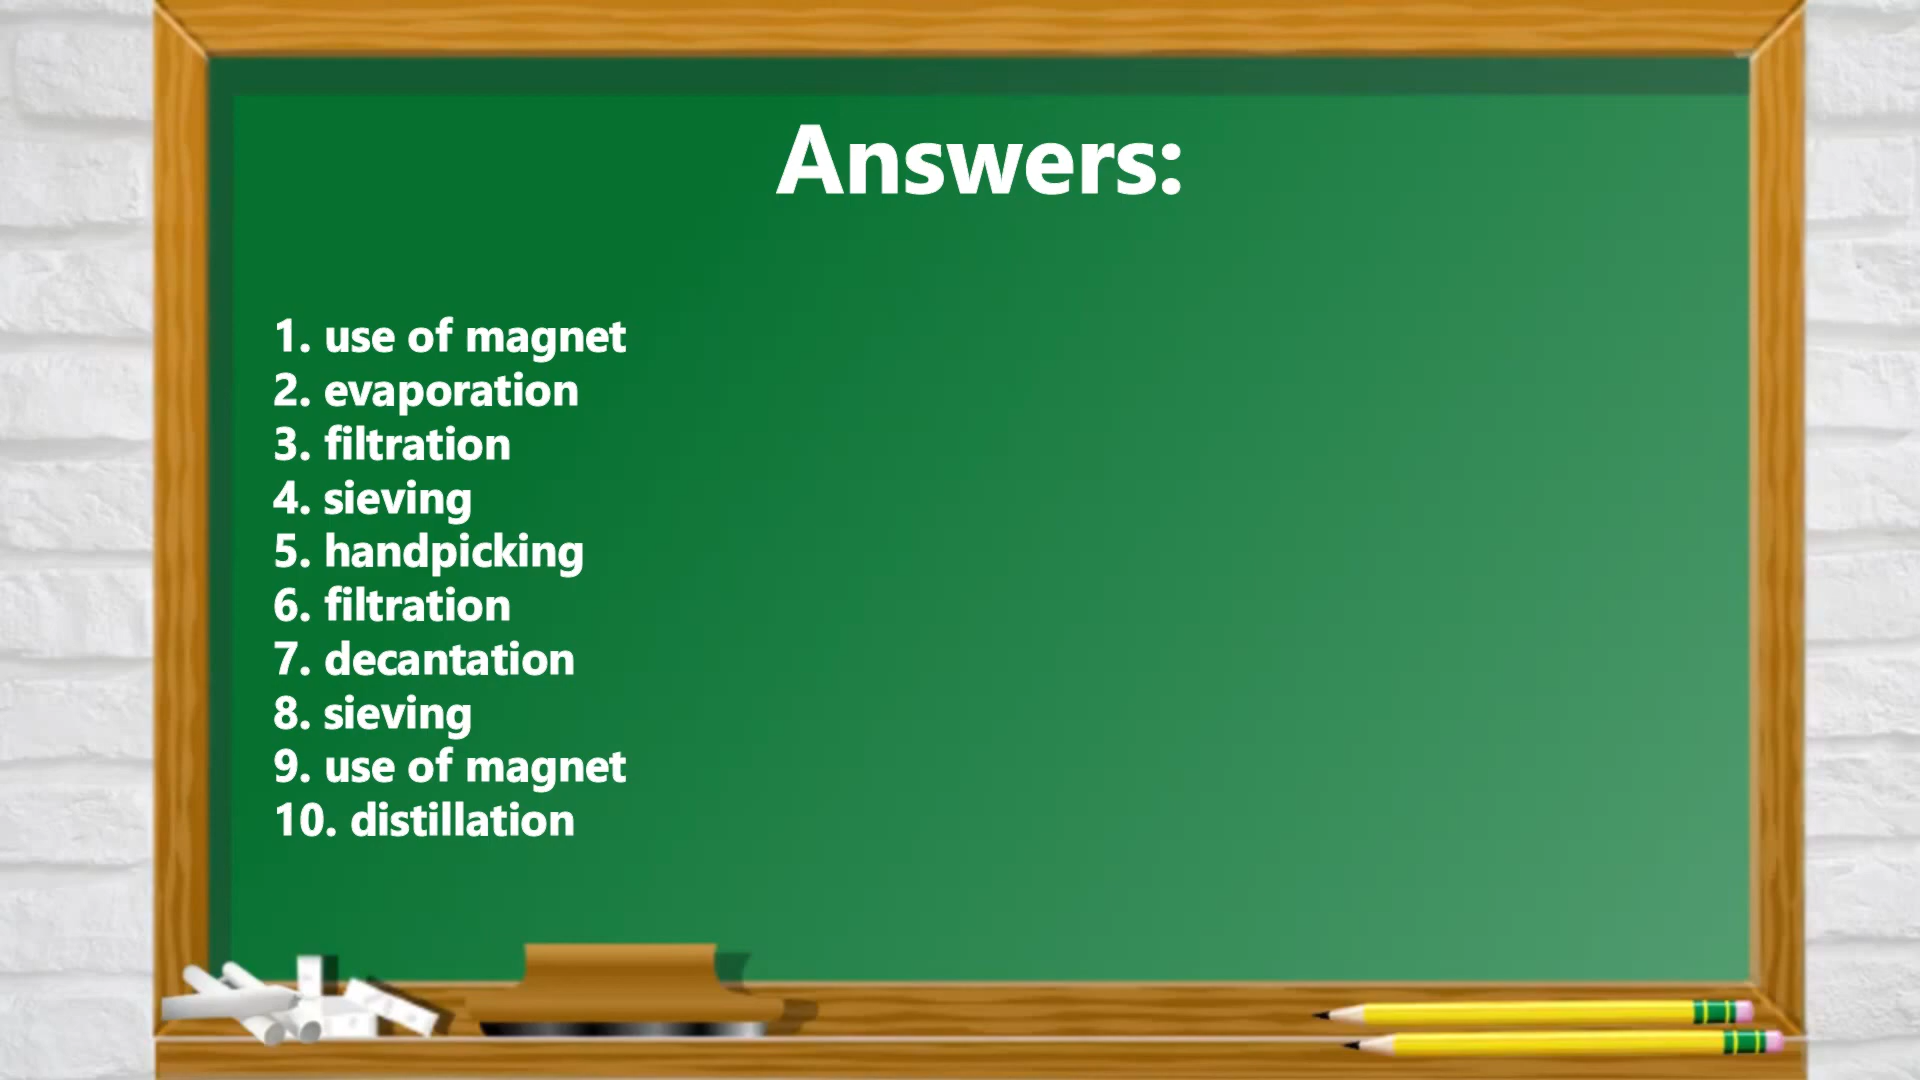 Answers:
1. use of magnet
2. evaporation
3. filtration
4. sieving
5. handpicking
6. filtration
7. decantation
8. sieving
9. use of magnet
10. distillation